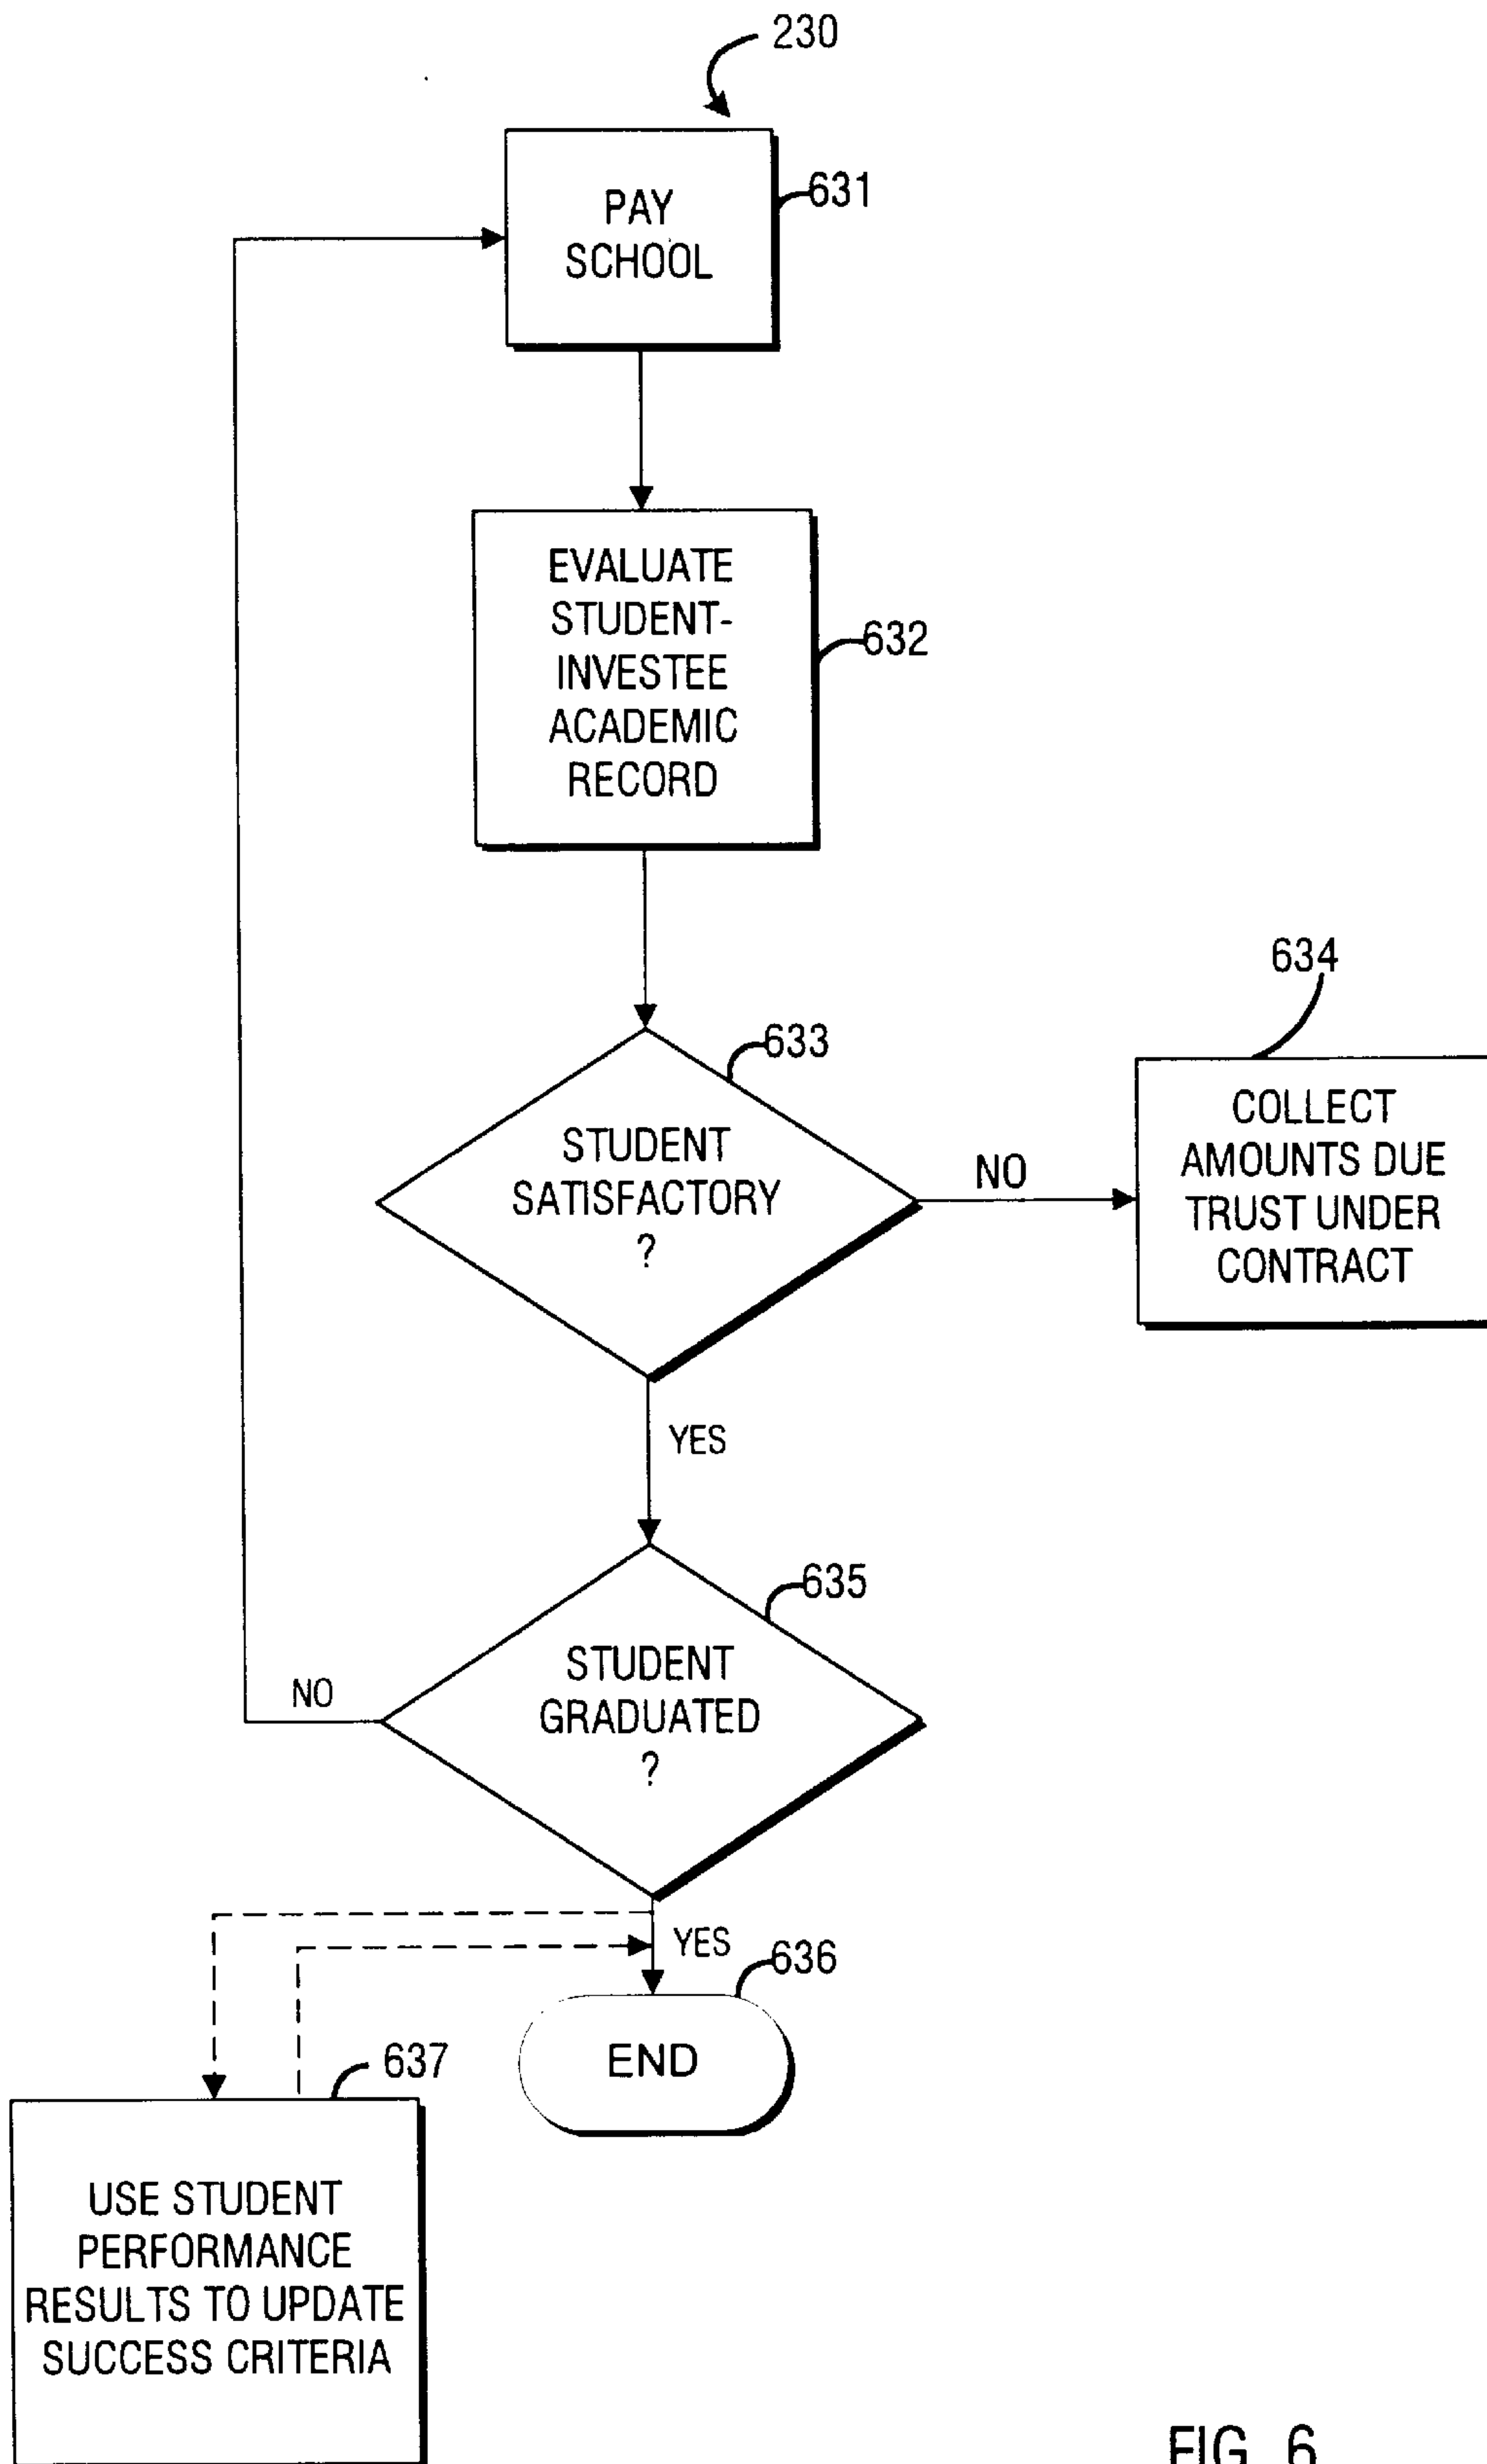 230
PAY
SCHOOL
631
EVALUATE
STUDENT-
INVESTEE
ACADEMIC
RECORD
632
633
STUDENT
SATISFACTORY
?
NO
634
COLLECT
AMOUNTS DUE
TRUST UNDER
CONTRACT
YES
635
STUDENT
GRADUATED
?
NO
YES
636
END
637
USE STUDENT
PERFORMANCE
RESULTS TO UPDATE
SUCCESS CRITERIA
FIG. 6